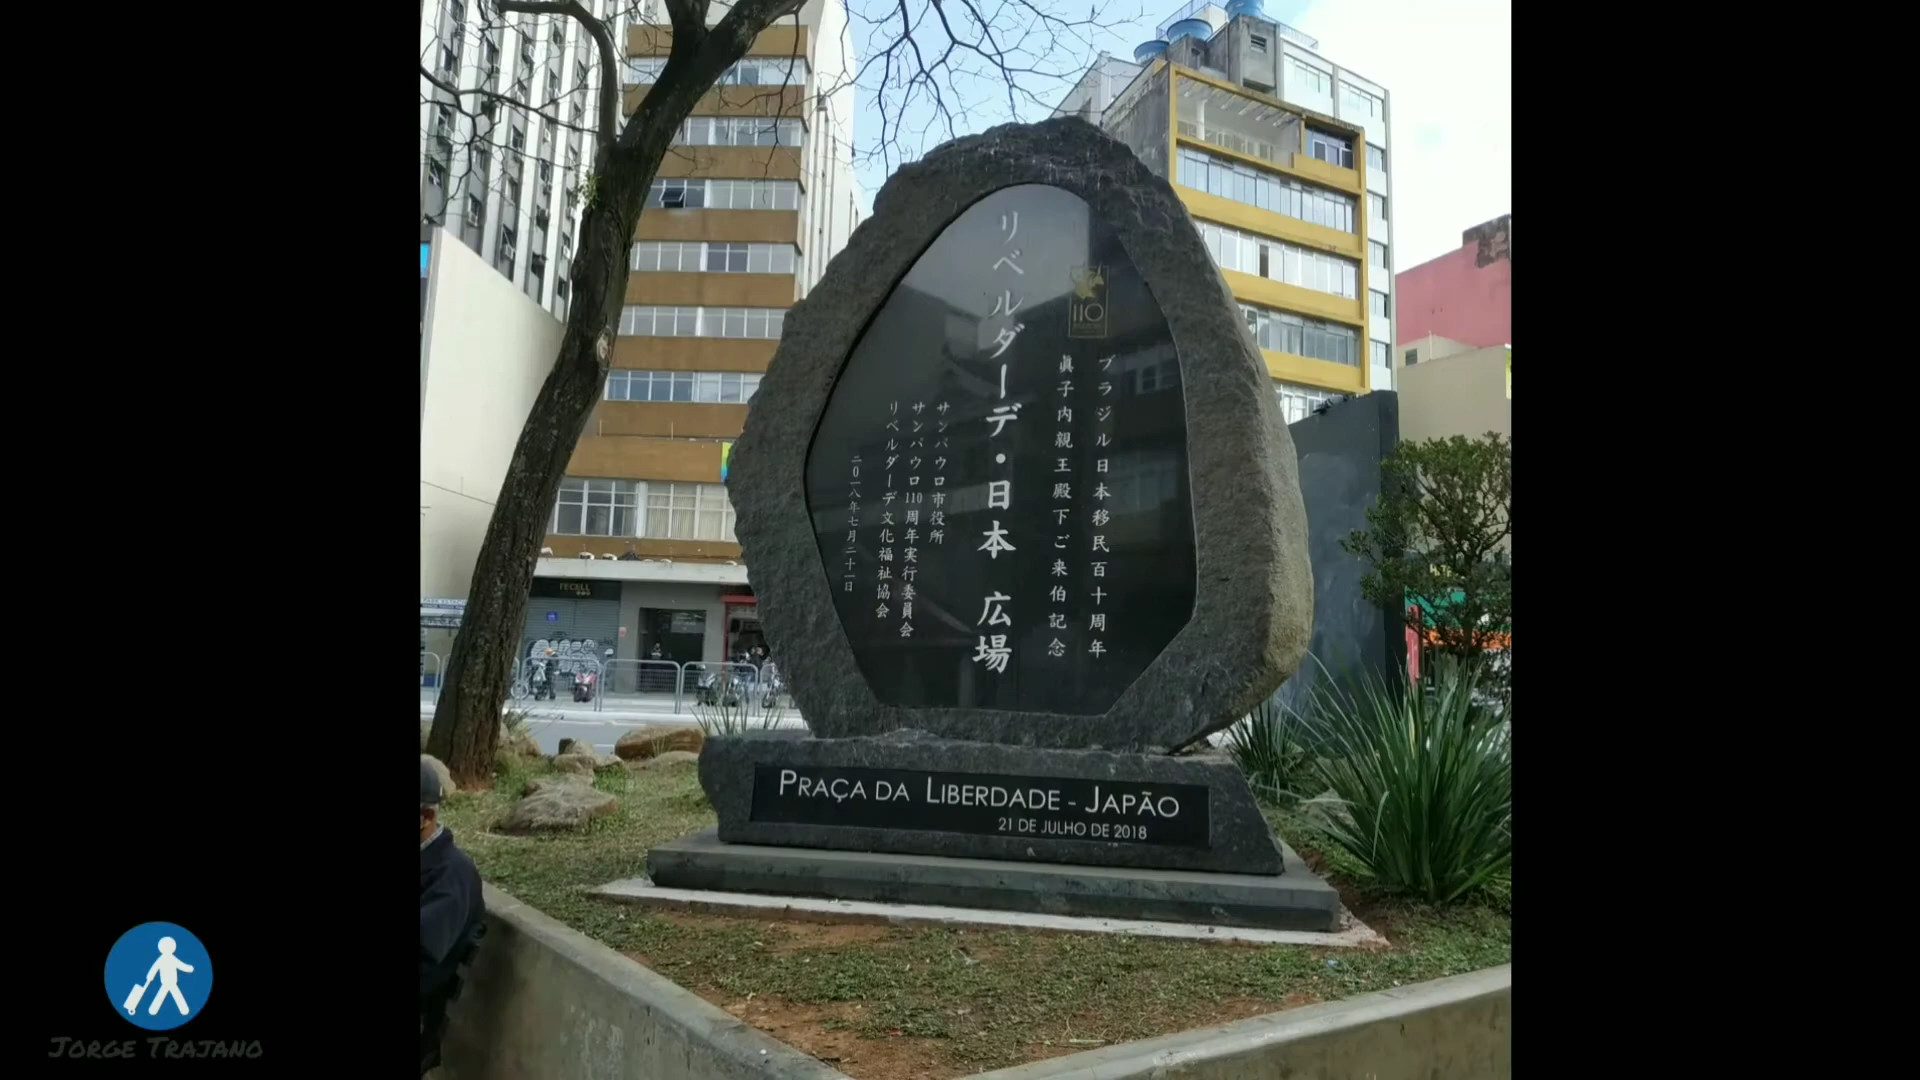 110
ブラジル日本移民百十周年
眞子内親王殿下ご来伯記念
リベルダーデ・日本 広場
サンパウロ市役所
サンパウロ110周年実行委員会
リベルダーデ文化福祉協会
二〇一八年七月二十一日
PRAÇA DA LIBERDADE - JAPÃO
21 DE JULHO DE 2018
JORGE TRAJANO